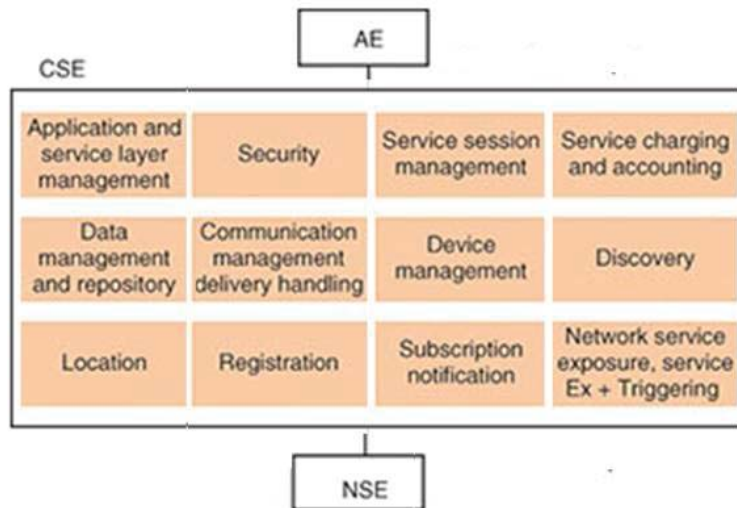 AE
CSE
Application and
service layer
management
Security
Service session
management
Service charging
and accounting
Data
management
and repository
Communication
management
delivery handling
Device
management
Discovery
Location
Registration
Subscription
notification
Network service
exposure, service
Ex + Triggering
NSE